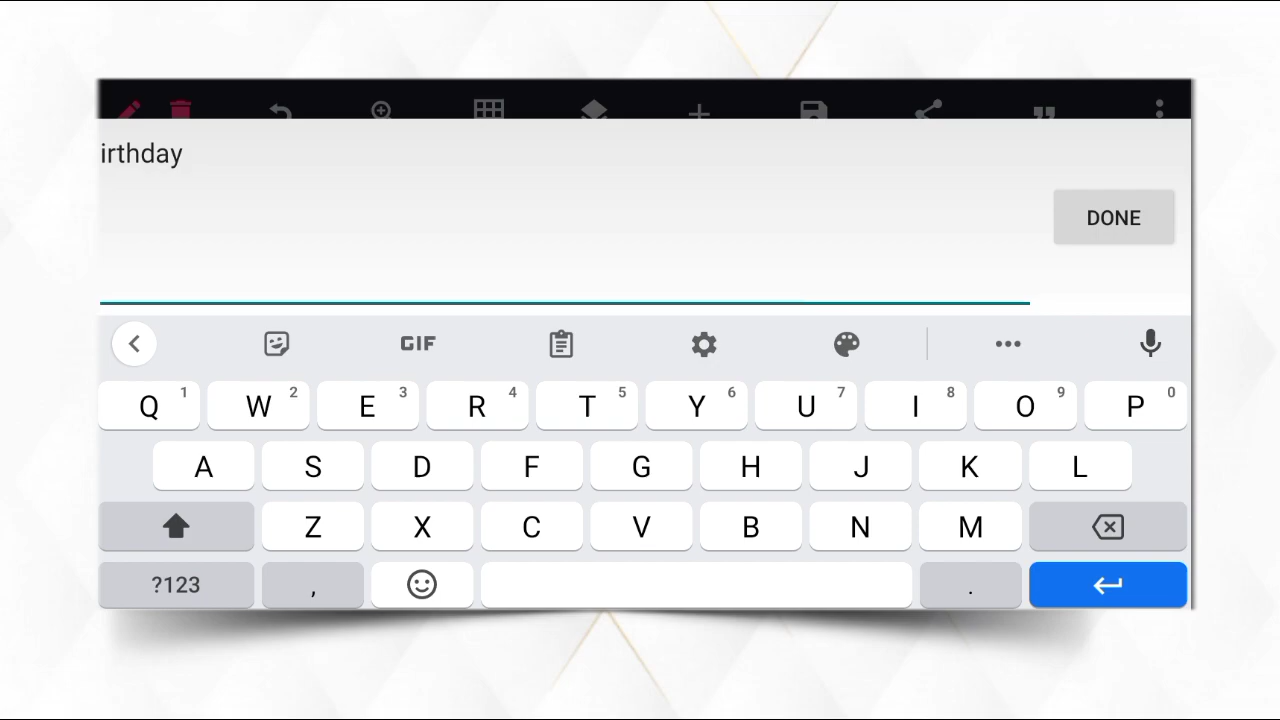 irthday
DONE
GIF
Q 1 W 2 E 3 R 4 T 5 Y 6 U 7 I 8 O 9 P 0
A S D F G H J K L
Z X C V B N M
?123 , .